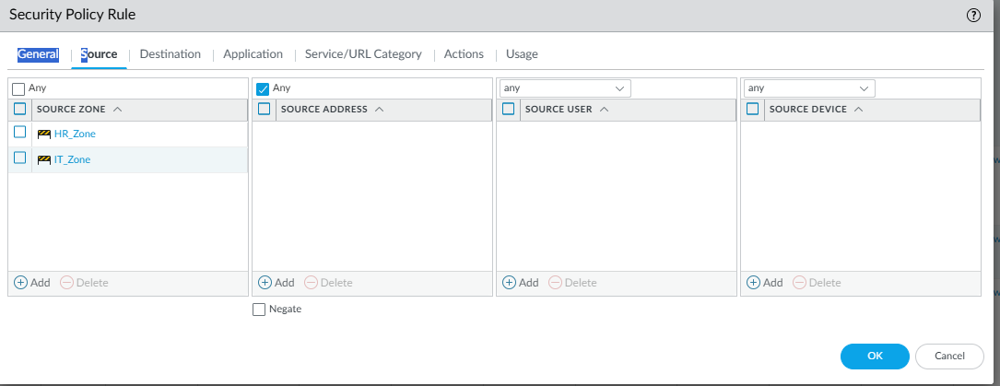 Security Policy Rule
General Source Destination Application Service/URL Category Actions Usage
Any Any any any
SOURCE ZONE SOURCE ADDRESS SOURCE USER SOURCE DEVICE
HR_Zone
IT_Zone
Add Delete Add Delete Add Delete Add Delete
Negate
OK Cancel